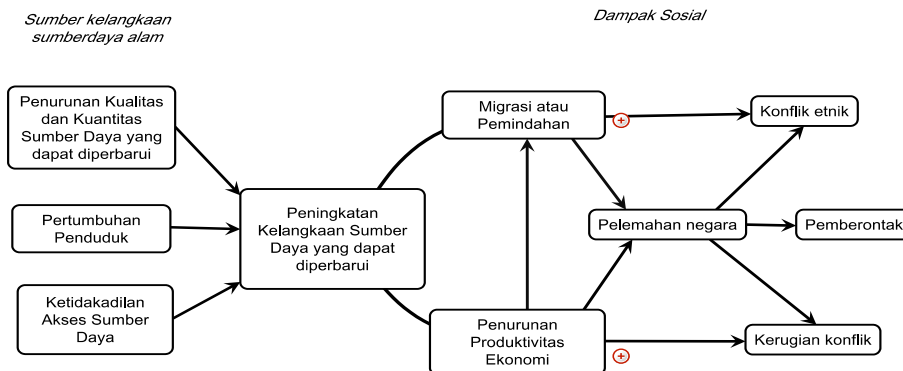 Sumber kelangkaan
sumberdaya alam
Dampak Sosial
Penurunan Kualitas
dan Kuantitas
Sumber Daya yang
dapat diperbarui
Pertumbuhan
Penduduk
Ketidakadilan
Akses Sumber
Daya
Peningkatan
Kelangkaan Sumber
Daya yang dapat
diperbarui
Migrasi atau
Pemindahan
Penurunan
Produktivitas
Ekonomi
Pelemahan negara
Konflik etnik
Pemberontak
Kerugian konflik